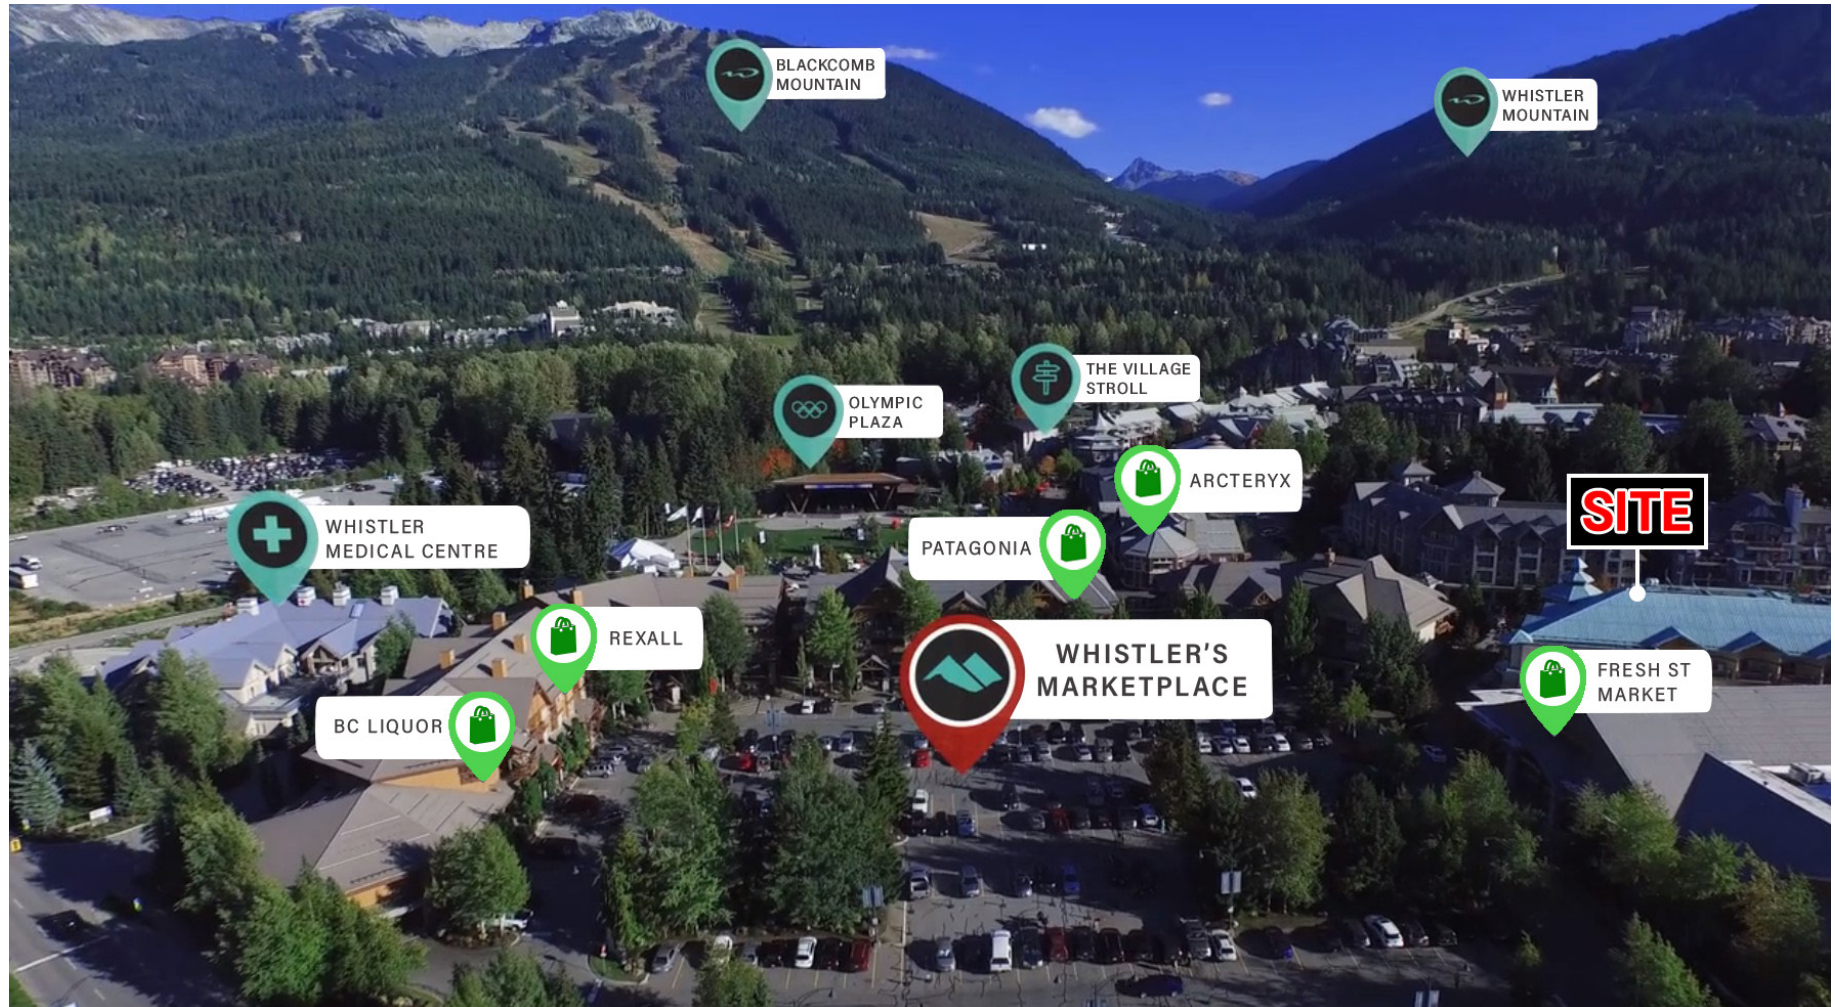 BLACKCOMB
MOUNTAIN
WHISTLER
MOUNTAIN
THE VILLAGE
STROLL
OLYMPIC
PLAZA
ARCTERYX
SITE
WHISTLER
MEDICAL CENTRE
PATAGONIA
REXALL
WHISTLER'S
MARKETPLACE
FRESH ST
MARKET
BC LIQUOR